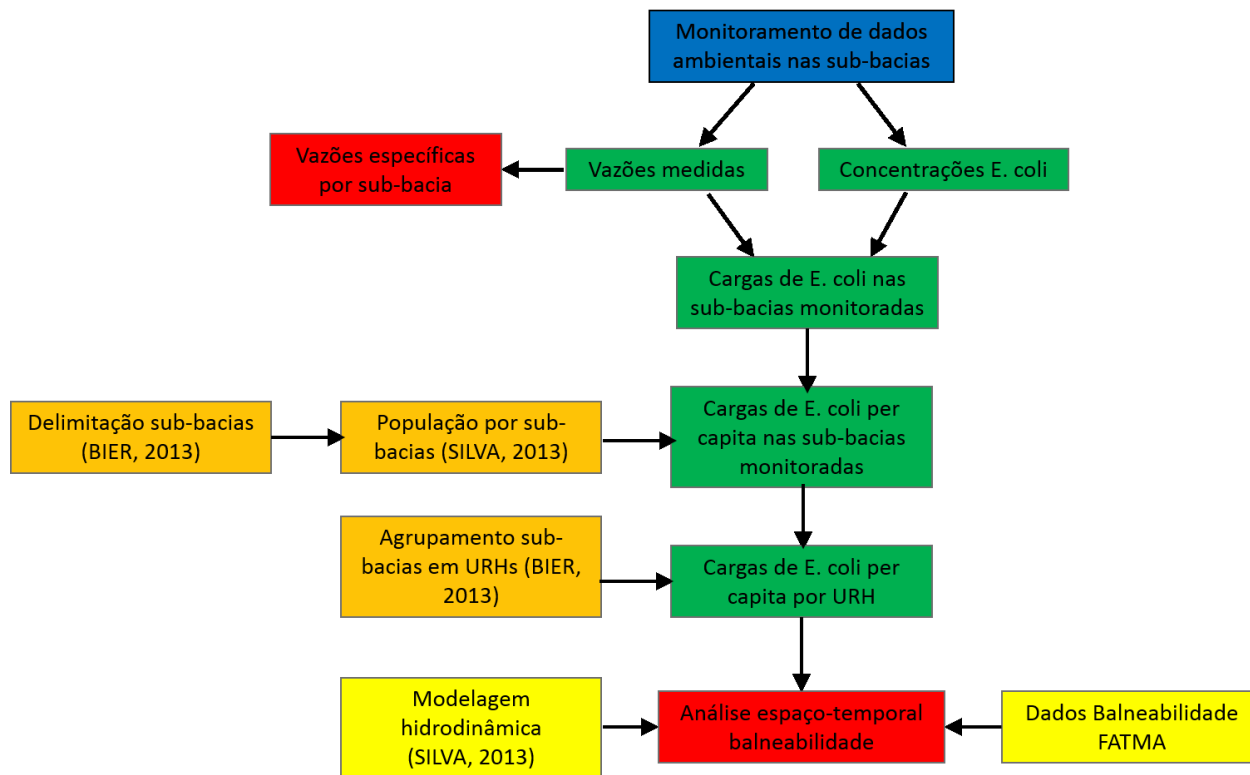 Monitoramento de dados
ambientais nas sub-bacias
Vazões específicas
por sub-bacia
Vazões medidas
Concentrações E. coli
Cargas de E. coli nas
sub-bacias monitoradas
Delimitação sub-bacias
(BIER, 2013)
População por sub-
bacias (SILVA, 2013)
Cargas de E. coli per
capita nas sub-bacias
monitoradas
Agrupamento sub-
bacias em URHs (BIER,
2013)
Cargas de E. coli per
capita por URH
Modelagem
hidrodinâmica
(SILVA, 2013)
Análise espaço-temporal
balneabilidade
Dados Balneabilidade
FATMA